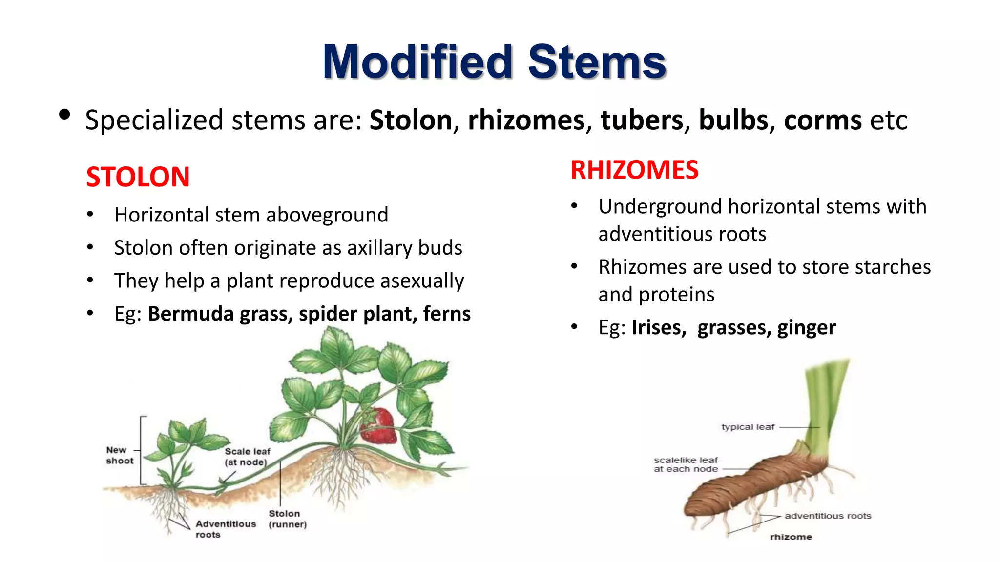 Modified Stems
• Specialized stems are: Stolon, rhizomes, tubers, bulbs, corms etc
STOLON
• Horizontal stem aboveground
• Stolon often originate as axillary buds
• They help a plant reproduce asexually
• Eg: Bermuda grass, spider plant, ferns
New
shoot
Scale leaf
(at node)
Stolon
(runner)
Adventitious
roots
RHIZOMES
• Underground horizontal stems with
adventitious roots
• Rhizomes are used to store starches
and proteins
• Eg: Irises, grasses, ginger
typical leaf
scalelike leaf
at each node
adventitious roots
rhizome